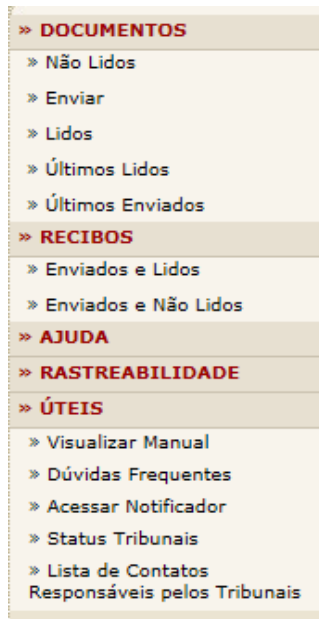 » DOCUMENTOS
» Não Lidos
» Enviar
» Lidos
» Últimos Lidos
» Últimos Enviados
» RECIBOS
» Enviados e Lidos
» Enviados e Não Lidos
» AJUDA
» RASTREABILIDADE
» ÚTEIS
» Visualizar Manual
» Dúvidas Frequentes
» Acessar Notificador
» Status Tribunais
» Lista de Contatos
Responsáveis pelos Tribunais